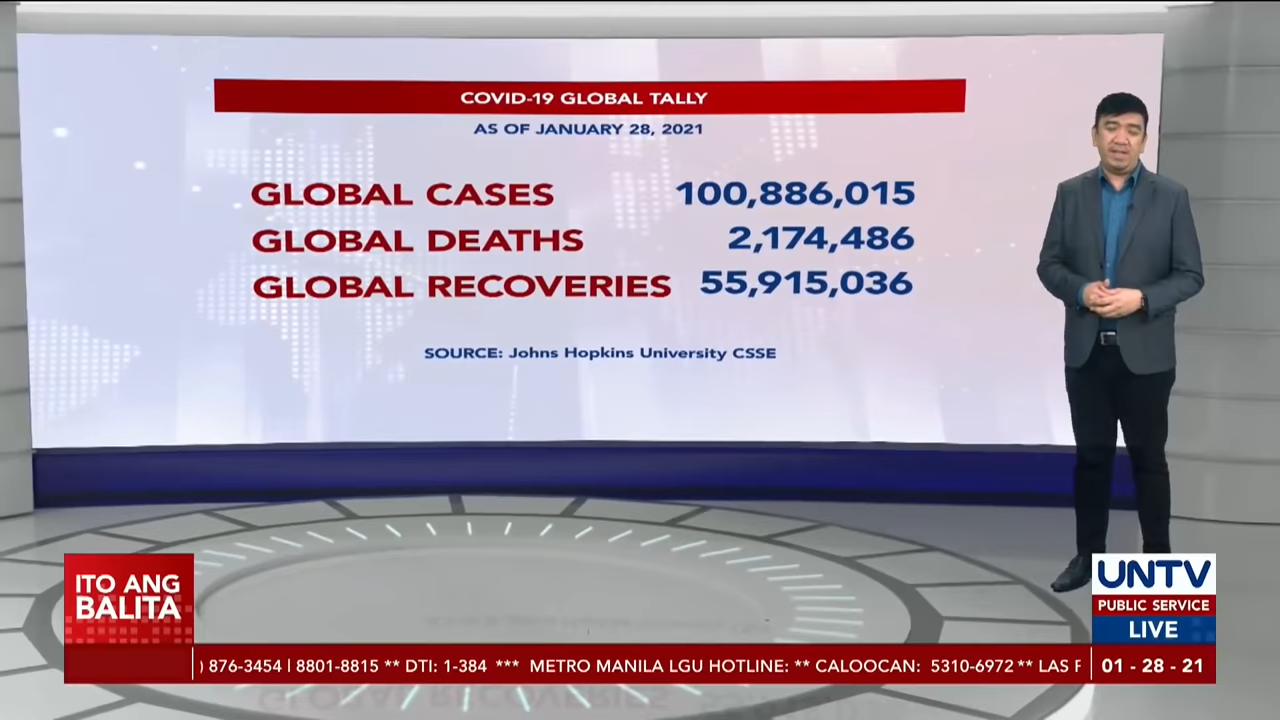 COVID-19 GLOBAL TALLY
AS OF JANUARY 28, 2021
GLOBAL CASES 100,886,015
GLOBAL DEATHS 2,174,486
GLOBAL RECOVERIES 55,915,036
SOURCE: Johns Hopkins University CSSE
ITO ANG
BALITA
UNTV
PUBLIC SERVICE
LIVE
) 876-3454 | 8801-8815 ** DTI: 1-384 *** METRO MANILA LGU HOTLINE: ** CALOOCAN: 5310-6972 ** LAS
01 - 28 - 21